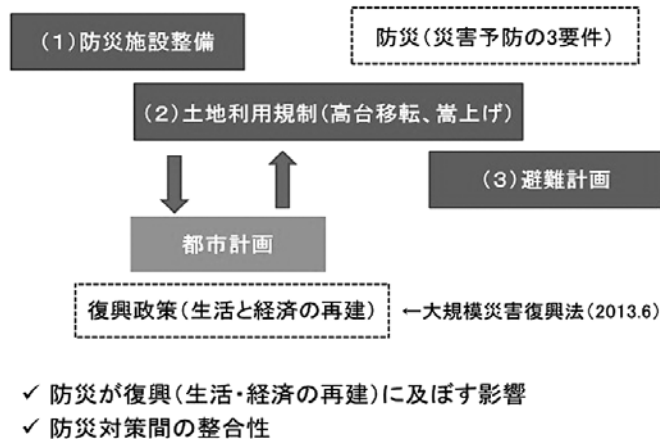 (1)防災施設整備
防災(災害予防の3要件)
(2)土地利用規制(高台移転、嵩上げ)
(3)避難計画
都市計画
復興政策(生活と経済の再建)
←大規模災害復興法(2013.6)
✓ 防災が復興(生活・経済の再建)に及ぼす影響
✓ 防災対策間の整合性